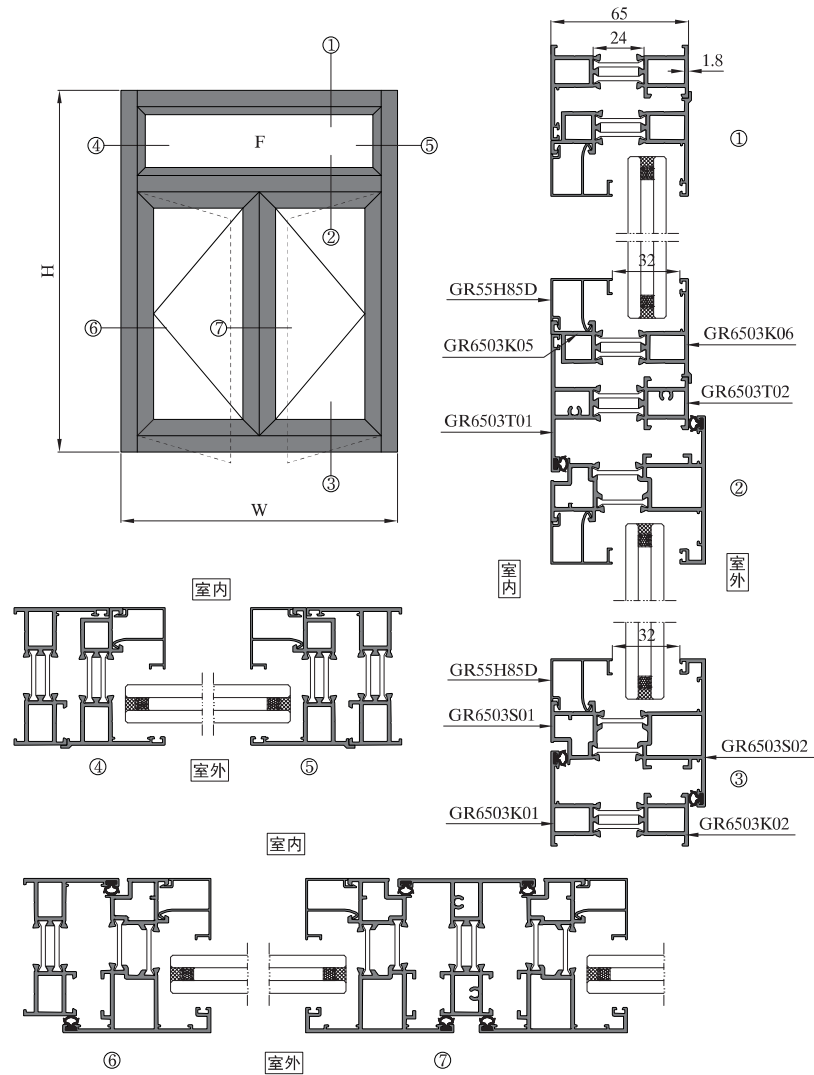 ①
④ F ⑤
②
H
⑥ ⑦
③
W
65
24
1.8
①
32
GR55H85D
GR6503K05
GR6503K06
GR6503T02
GR6503T01
②
室内
室外
32
GR55H85D
GR6503S01
GR6503S02
③
GR6503K01
GR6503K02
室内
④ 室外 ⑤
室内
⑥ 室外 ⑦